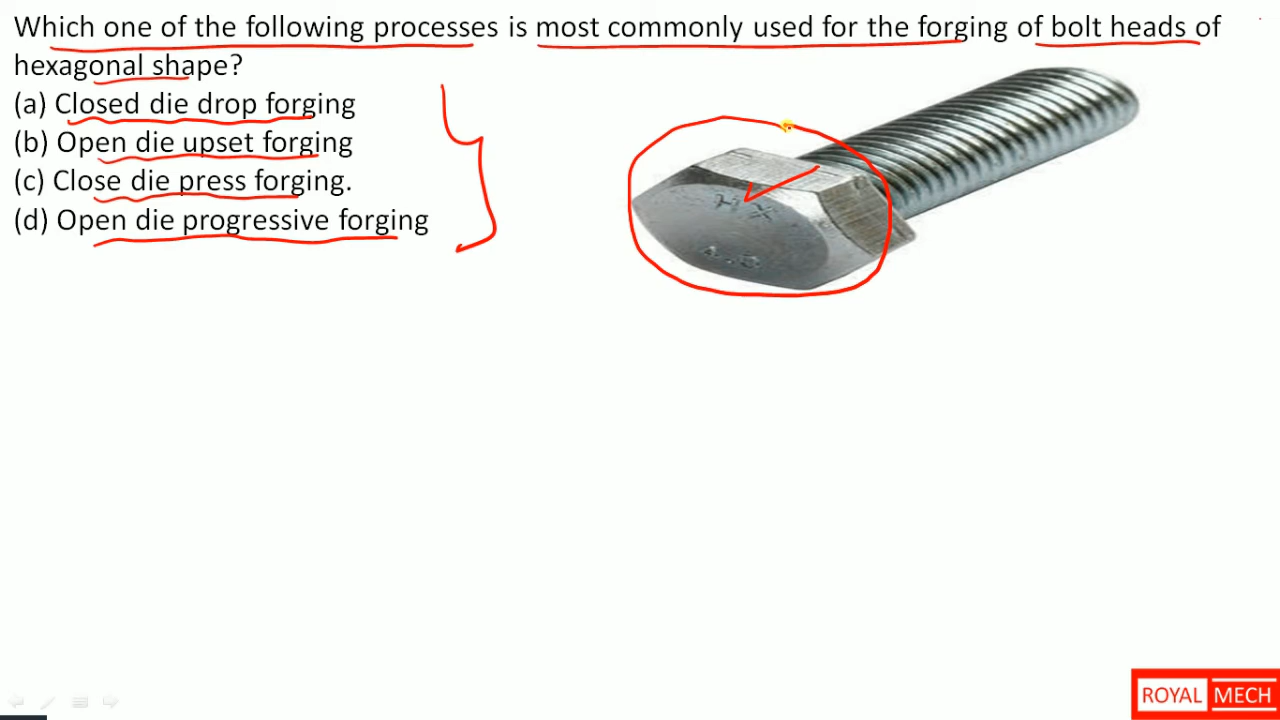 Which one of the following processes is most commonly used for the forging of bolt heads of
hexagonal shape?
(a) Closed die drop forging
(b) Open die upset forging
(c) Close die press forging.
(d) Open die progressive forging
ROYAL MECH